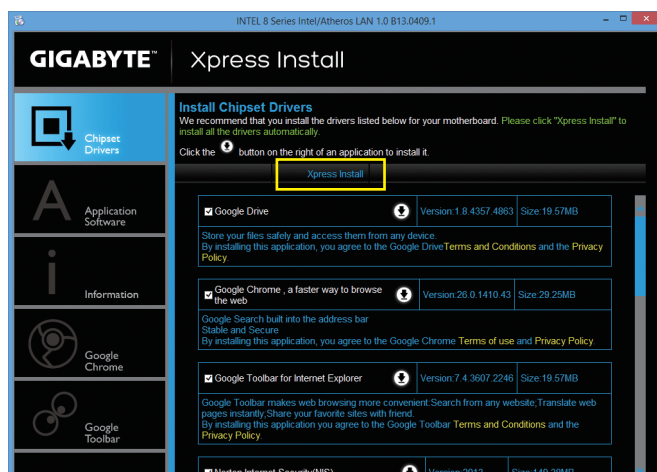 INTEL 8 Series Intel/Atheros LAN 1.0 B13.0409.1
GIGABYTE™
Xpress Install
Chipset
Drivers
Application
Software
Information
Google
Chrome
Google
Toolbar
Install Chipset Drivers
We recommend that you install the drivers listed below for your motherboard. Please click "Xpress Install" to
install all the drivers automatically.
Click the button on the right of an application to install it.
Xpress Install
Google Drive Version:1.8.4357.4863 Size:19.57MB
Store your files safely and access them from any device.
By installing this application, you agree to the Google DriveTerms and Conditions and the Privacy
Policy.
Google Chrome , a faster way to browse
the web Version:26.0.1410.43 Size:29.25MB
Google Search built into the address bar
Stable and Secure
By installing this application, you agree to the Google Chrome Terms of use and Privacy Policy.
Google Toolbar for Internet Explorer Version:7.4.3607.2246 Size:19.57MB
Google Toolbar makes web browsing more convenient:Search from any website;Translate web
pages instantly;Share your favorite sites with friend.
By installing this application you agree to the Google Toolbar Terms and Conditions and the
Privacy Policy.
Norton Internet Security(NIS) Version:2013